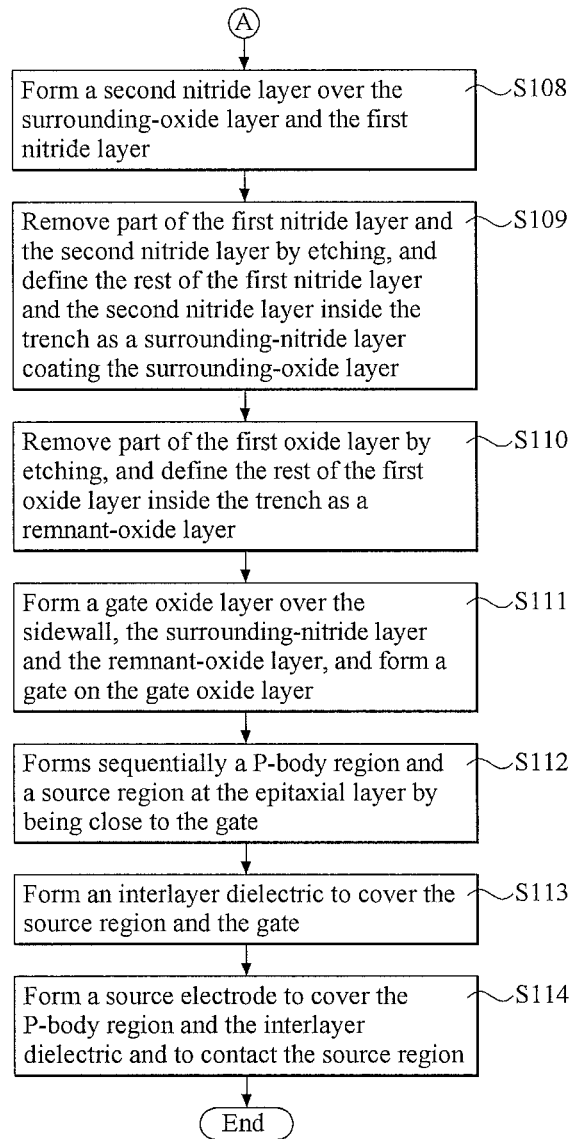 A
Form a second nitride layer over the
surrounding-oxide layer and the first
nitride layer
S108
Remove part of the first nitride layer and
the second nitride layer by etching, and
define the rest of the first nitride layer
and the second nitride layer inside the
trench as a surrounding-nitride layer
coating the surrounding-oxide layer
S109
Remove part of the first oxide layer by
etching, and define the rest of the first
oxide layer inside the trench as a
remnant-oxide layer
S110
Form a gate oxide layer over the
sidewall, the surrounding-nitride layer
and the remnant-oxide layer, and form a
gate on the gate oxide layer
S111
Forms sequentially a P-body region and
a source region at the epitaxial layer by
being close to the gate
S112
Form an interlayer dielectric to cover the
source region and the gate
S113
Form a source electrode to cover the
P-body region and the interlayer
dielectric and to contact the source region
S114
End